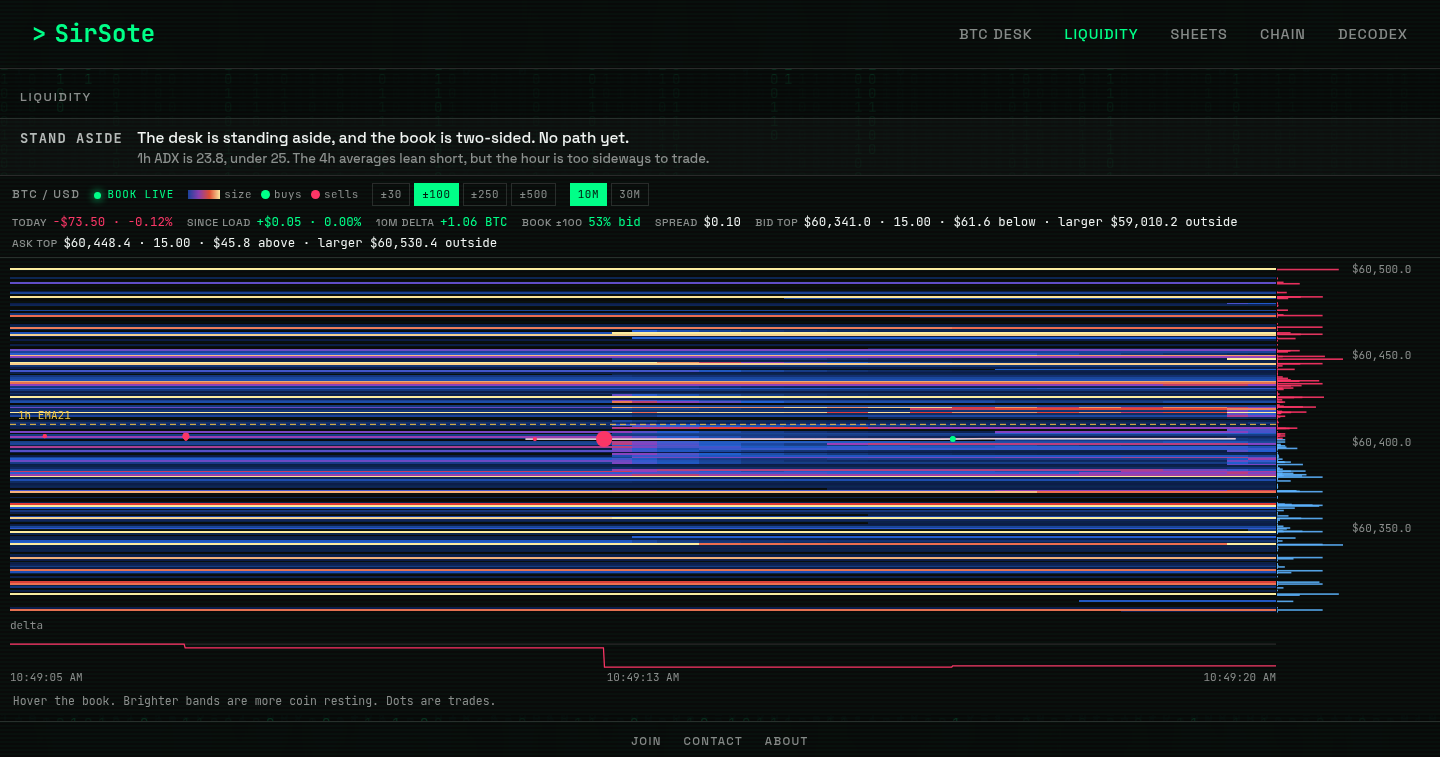 > SirSote
BTC DESK LIQUIDITY SHEETS CHAIN DECODEX
LIQUIDITY
STAND ASIDE The desk is standing aside, and the book is two-sided. No path yet.
1h ADX is 23.8, under 25. The 4h averages lean short, but the hour is too sideways to trade.
BTC / USD BOOK LIVE size buys sells ±30 ±100 ±250 ±500 10M 30M
TODAY -$73.50 · -0.12% SINCE LOAD +$0.05 · 0.00% 10M DELTA +1.06 BTC BOOK ±100 53% bid SPREAD $0.10 BID TOP $60,341.0 · 15.00 · $61.6 below · larger $59,010.2 outside
ASK TOP $60,448.4 · 15.00 · $45.8 above · larger $60,530.4 outside
$60,500.0
$60,450.0
1h EMA21
$60,400.0
$60,350.0
delta
10:49:05 AM 10:49:13 AM 10:49:20 AM
Hover the book. Brighter bands are more coin resting. Dots are trades.
JOIN CONTACT ABOUT